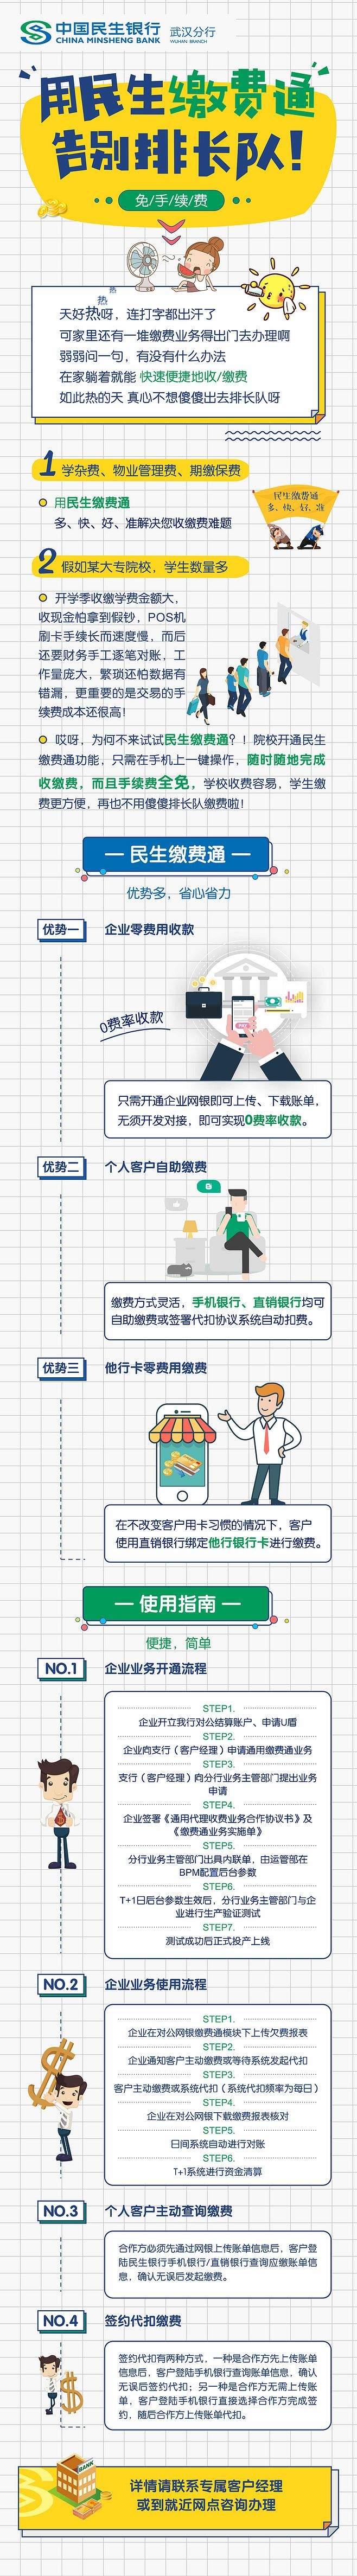 中国民生银行 武汉分行
CHINA MINSHENG BANK WUHAN BRANCH
用民生缴费通
告别排长队！
免/手/续/费
热
热
天好热呀，连打字都出汗了
可家里还有一堆缴费业务得出门去办理啊
弱弱问一句，有没有什么办法
在家躺着就能 快速便捷地收/缴费
如此热的天 真心不想傻傻出去排长队呀
1 学杂费、物业管理费、期缴保费
用民生缴费通
多、快、好、准解决您收缴费难题
民生缴费通
多、快、好、准
2 假如某大专院校，学生数量多
开学季收缴学费金额大，
收现金怕拿到假钞，POS机
刷卡手续长而速度慢，而后
还要财务手工逐笔对账，工
作量庞大，繁琐还怕数据有
错漏，更重要的是交易的手
续费成本还很高！
哎呀，为何不来试试民生缴费通？！院校开通民生
缴费通功能，只需在手机上一键操作，随时随地完成
收缴费，而且手续费全免，学校收费容易，学生缴
费更方便，再也不用傻傻排长队缴费啦！
民生缴费通
优势多，省心省力
优势一 企业零费用收款
0费率收款
只需开通企业网银即可上传、下载账单，
无须开发对接，即可实现0费率收款。
优势二 个人客户自助缴费
缴费方式灵活，手机银行、直销银行均可
自助缴费或签署代扣协议系统自动扣费。
优势三 他行卡零费用缴费
在不改变客户用卡习惯的情况下，客户
使用直销银行绑定他行银行卡进行缴费。
使用指南
便捷，简单
NO.1 企业业务开通流程
STEP1.
企业开立我行对公结算账户、申请U盾
STEP2.
企业向支行（客户经理）申请通用缴费通业务
STEP3.
支行（客户经理）向分行业务主管部门提出业务
申请
STEP4.
企业签署《通用代理收费业务合作协议书》及
《缴费通业务实施单》
STEP5.
分行业务主管部门出具内联单，由运管部在
BPM配置后台参数
STEP6.
T+1日后台参数生效后，分行业务主管部门与企
业进行生产验证测试
STEP7.
测试成功后正式投产上线
NO.2 企业业务使用流程
STEP1.
企业在对公网银缴费通模块下上传欠费报表
STEP2.
企业通知客户主动缴费或等待系统发起代扣
STEP3.
客户主动缴费或系统代扣（系统代扣频率为每日）
STEP4.
企业在对公网银下载缴费报表核对
STEP5.
日间系统自动进行对账
STEP6.
T+1系统进行资金清算
NO.3 个人客户主动查询缴费
合作方必须先通过网银上传账单信息后，客户登
陆民生银行手机银行/直销银行查询应缴账单信
息，确认无误后发起缴费。
NO.4 签约代扣缴费
签约代扣有两种方式，一种是合作方先上传账单
信息后，客户登陆手机银行查询账单信息，确认
无误后签约代扣；另一种是合作方无需上传账
单，客户登陆手机银行直接选择合作方完成签
约，随后合作方上传账单代扣。
BANK
详情请联系专属客户经理
或到就近网点咨询办理